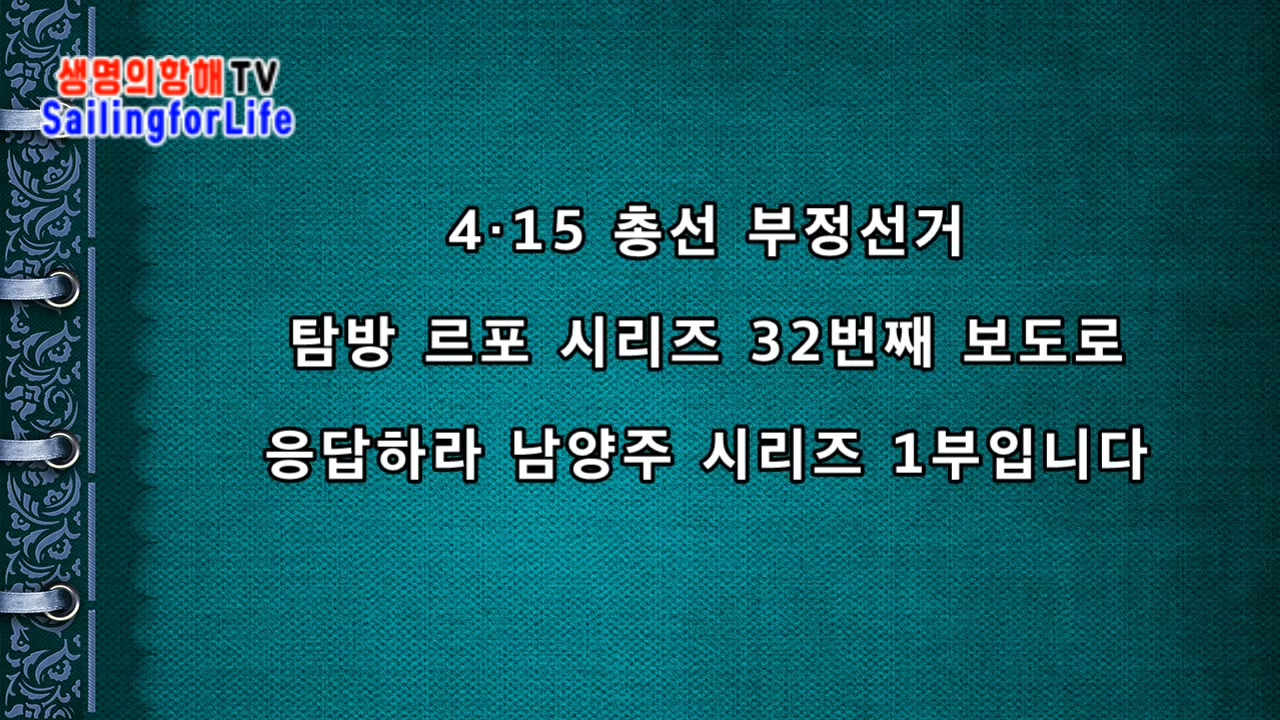 생명의항해TV
SailingforLife
4·15 총선 부정선거
탐방 르포 시리즈 32번째 보도로
응답하라 남양주 시리즈 1부입니다